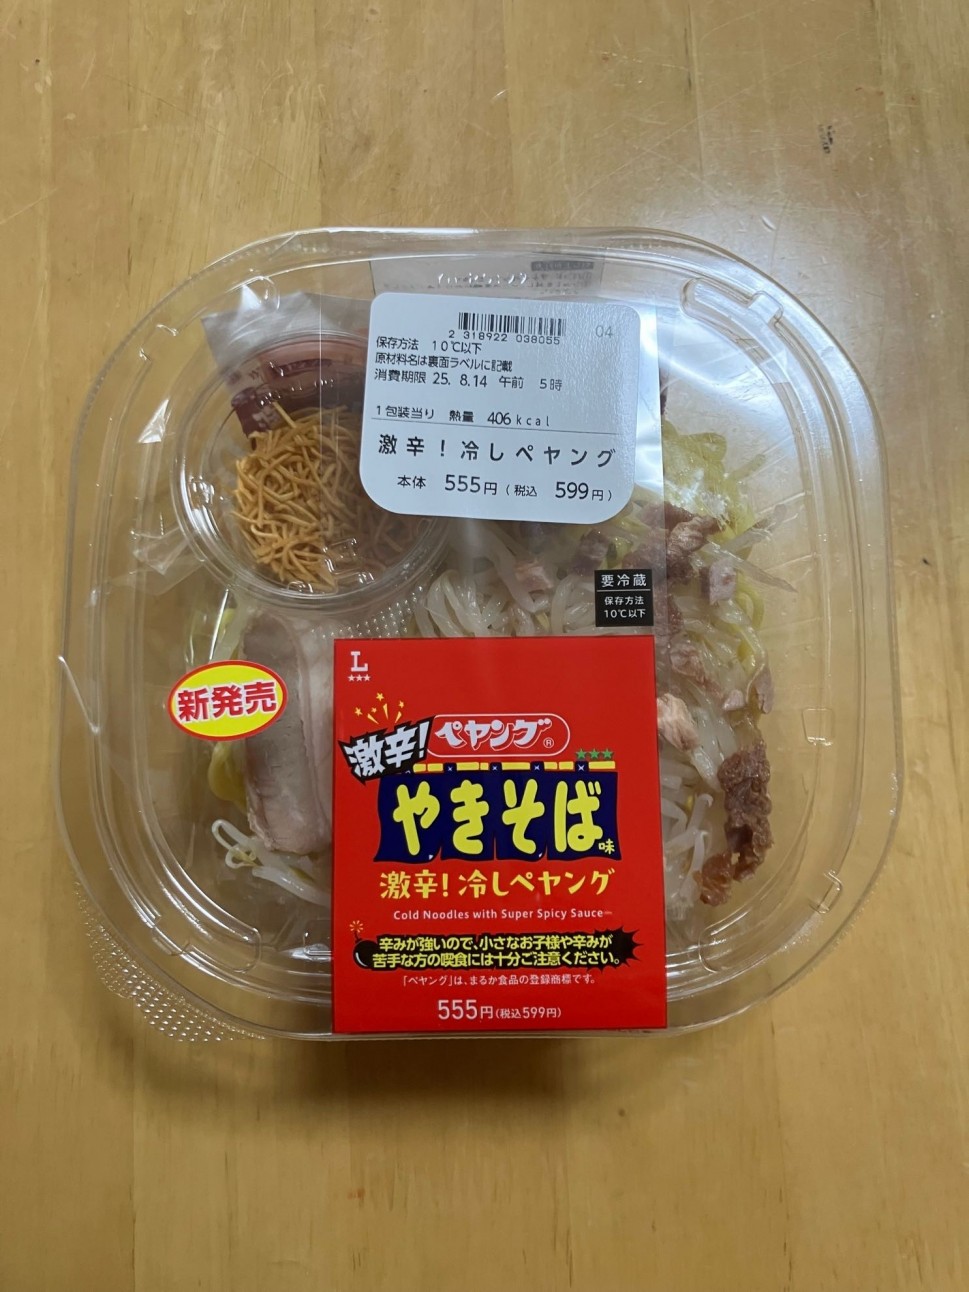 04
2 318922 038055
保存方法 10℃以下
原材料名は裏面ラベルに記載
消費期限 25. 8.14 午前 5時
1包装当り 熱量 406kcal
激辛！冷しペヤング
本体 555円(税込 599円)
要冷蔵
保存方法
10℃以下
新発売
L
激辛！ペヤング®
やきそば味
激辛！冷しペヤング
Cold Noodles with Super Spicy Sauce
辛みが強いので、小さなお子様や辛みが
苦手な方の喫食には十分ご注意ください。
「ペヤング」は、まるか食品の登録商標です。
555円(税込599円)